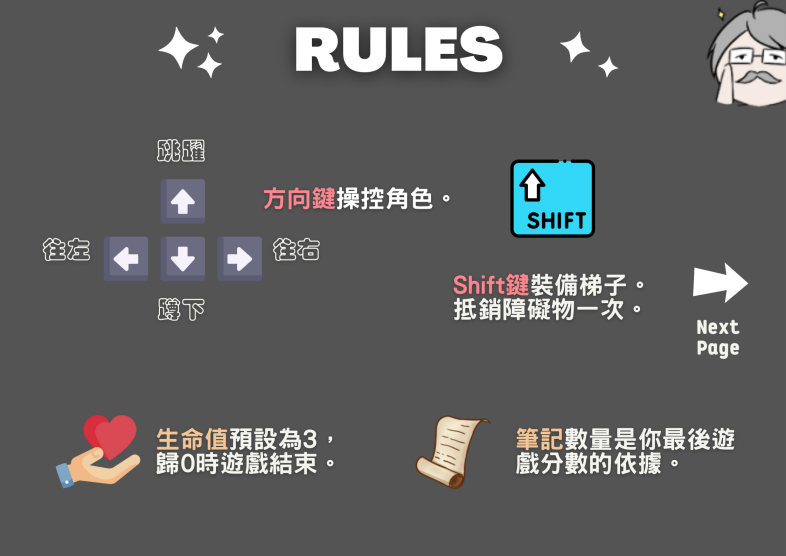 RULES
跳躍
方向鍵操控角色。
SHIFT
往左
往右
蹲下
Shift鍵裝備梯子。
抵銷障礙物一次。
Next
Page
生命值預設為3，
歸0時遊戲結束。
筆記數量是你最後遊
戲分數的依據。